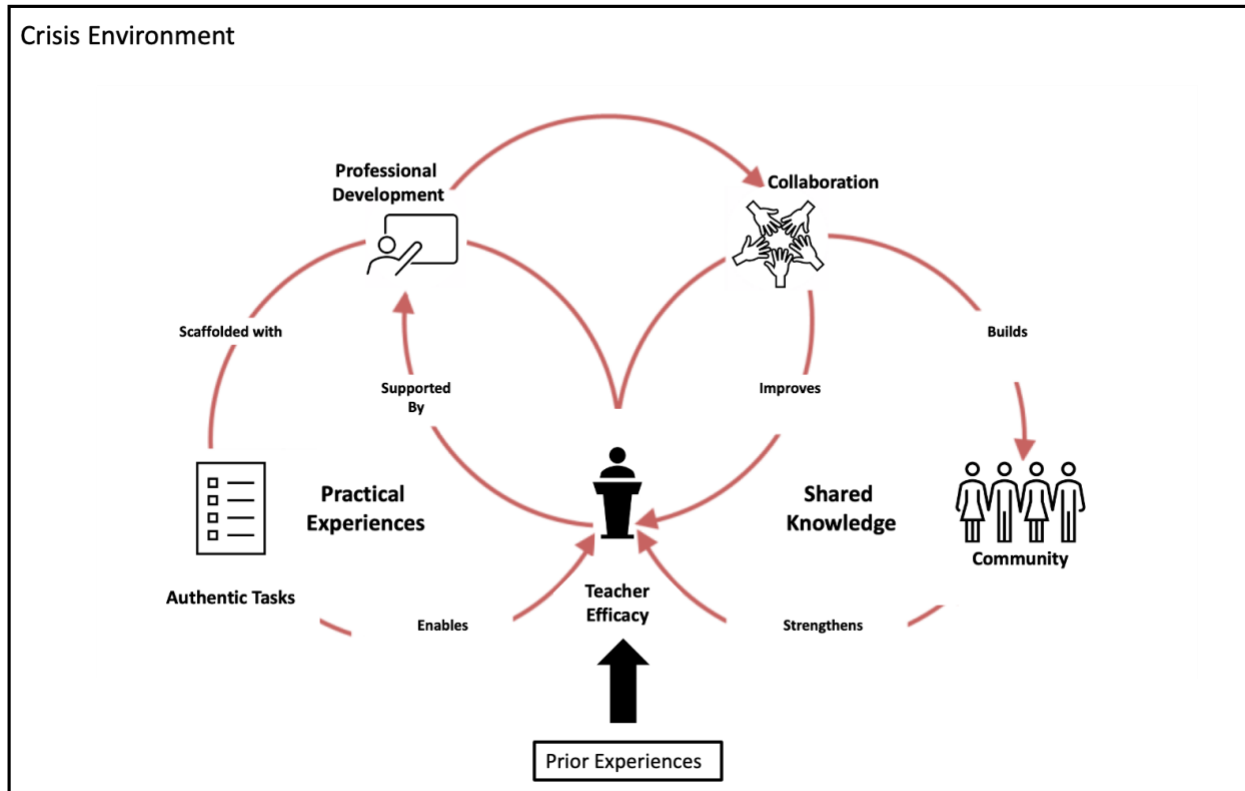 Crisis Environment
Professional
Development
Collaboration
Scaffolded with
Builds
Supported
By
Improves
Practical
Experiences
Shared
Knowledge
Community
Authentic Tasks
Teacher
Efficacy
Enables
Strengthens
Prior Experiences